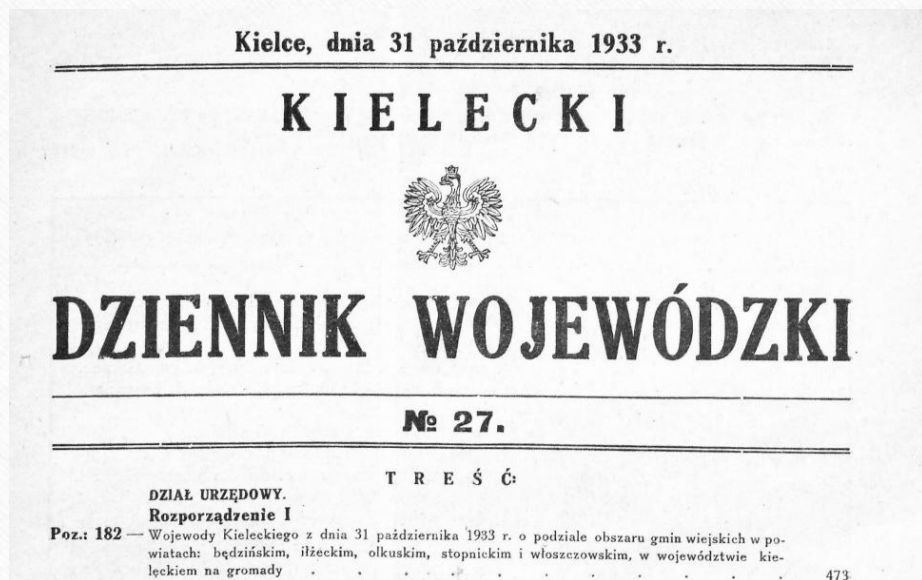 Kielce, dnia 31 października 1933 r.
KIELECKI
DZIENNIK WOJEWÓDZKI
№ 27.
TREŚĆ:
DZIAŁ URZĘDOWY.
Rozporządzenie I
Poz.: 182 — Wojewody Kieleckiego z dnia 31 października 1933 r. o podziale obszaru gmin wiejskich w po-
wiatach: będzińskim, iłżeckim, olkuskim, stopnickim i włoszczowskim, w województwie kie-
lęckiem na gromady . . . . . . . . . . 473